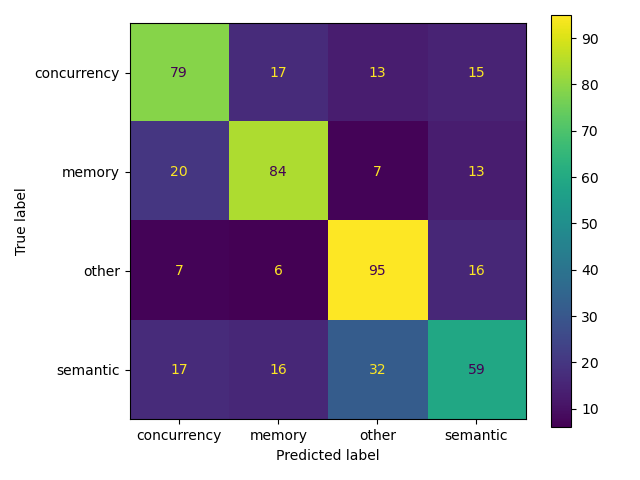 concurrency 79 17 13 15
memory 20 84 7 13
other 7 6 95 16
semantic 17 16 32 59
concurrency memory other semantic
Predicted label
True label
90
80
70
60
50
40
30
20
10